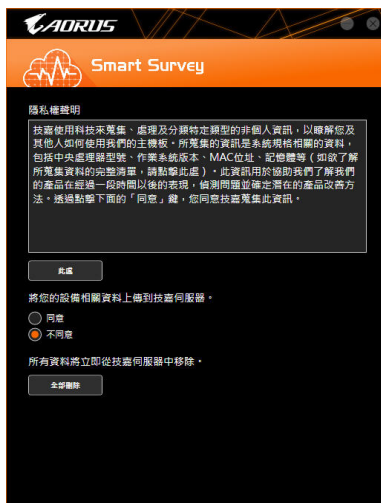 AORUS
Smart Survey
隱私權聲明
技嘉使用科技來蒐集、處理及分類特定類型的非個人資訊，以瞭解您及
其他人如何使用我們的主機板。所蒐集的資訊是系統規格相關的資料，
包括中央處理器型號、作業系統版本、MAC位址、記憶體等（如欲了解
所蒐集資料的完整清單，請點擊此處）。此資訊用於協助我們了解我們
的產品在經過一段時間以後的表現，偵測問題並確定潛在的產品改善方
法。透過點擊下面的「同意」鍵，您同意技嘉蒐集此資訊。
此處
將您的設備相關資料上傳到技嘉伺服器。
同意
不同意
所有資料將立即從技嘉伺服器中移除。
全部刪除